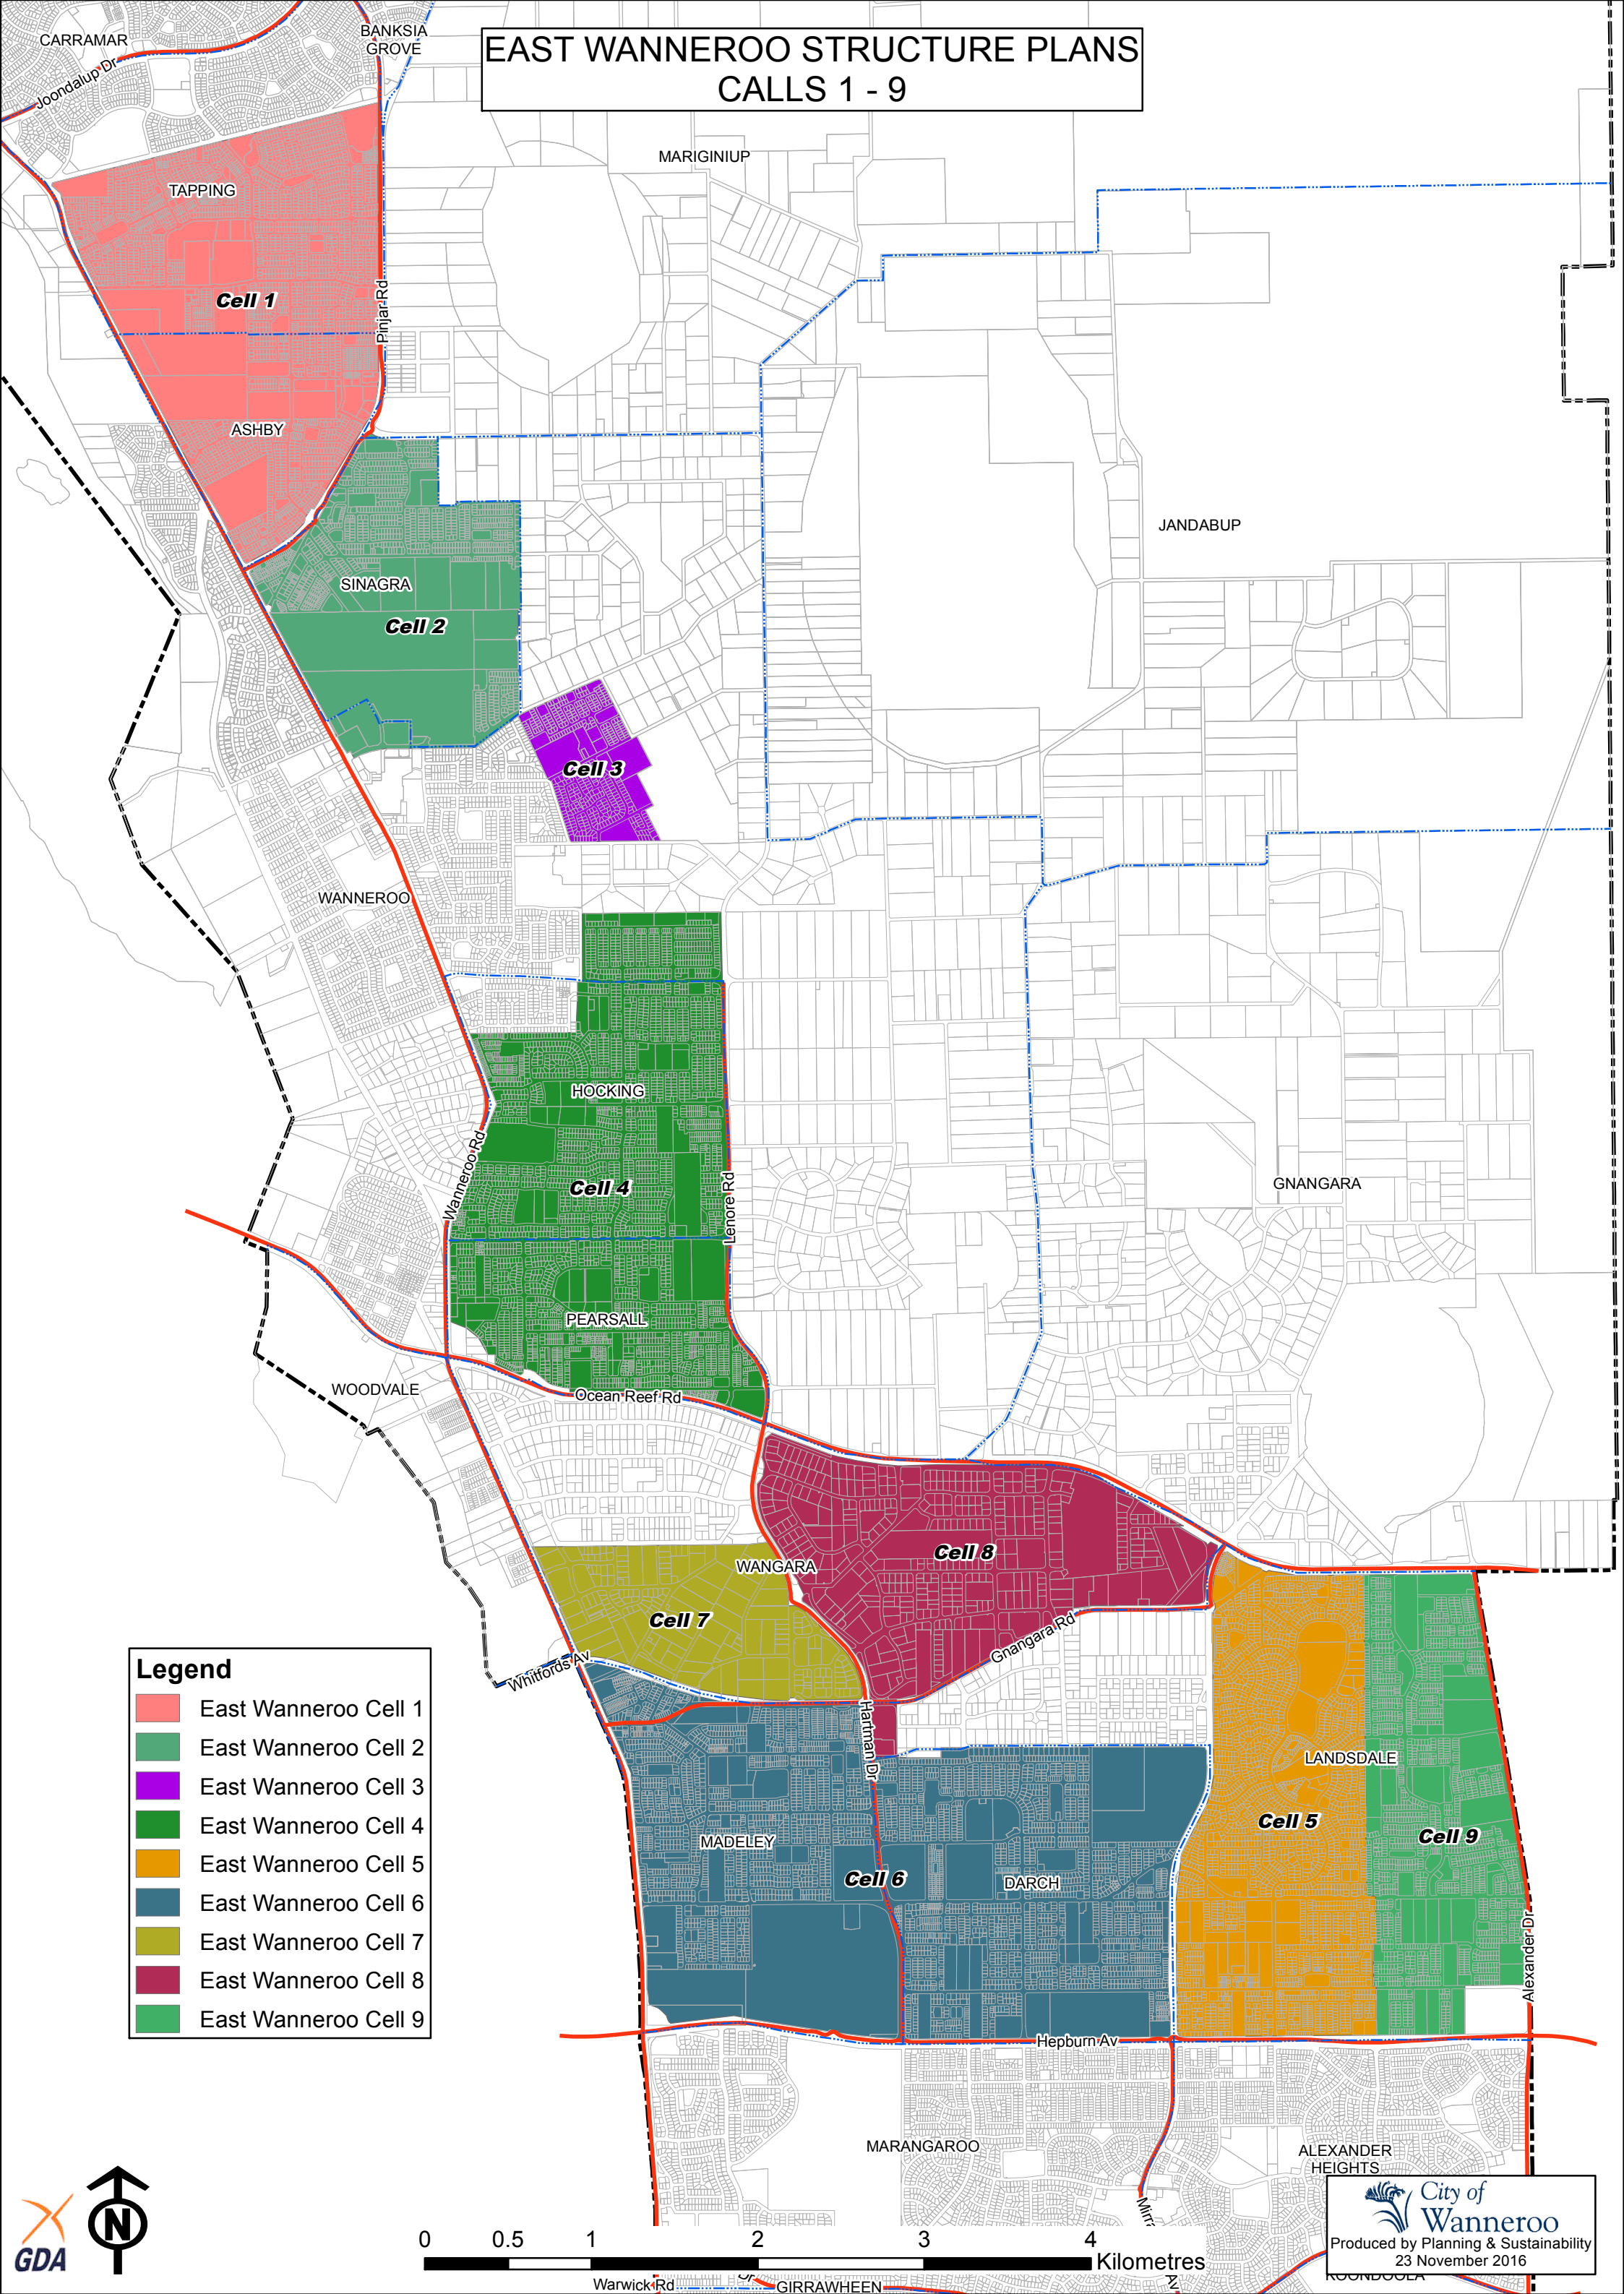 EAST WANNEROO STRUCTURE PLANS
CALLS 1 - 9
CARRAMAR
BANKSIA
GROVE
Joondalup Dr
MARIGINIUP
TAPPING
Cell 1
Pinjar Rd
ASHBY
JANDABUP
SINAGRA
Cell 2
Cell 3
WANNEROO
HOCKING
Wanneroo Rd
Cell 4
Lenore Rd
GNANGARA
PEARSALL
WOODVALE
Ocean Reef Rd
WANGARA
Cell 8
Cell 7
Gnangara Rd
Whitfords Av
Hartman Dr
LANDSDALE
MADELEY
Cell 5
Cell 9
Cell 6
DARCH
Alexander Dr
Hepburn Av
MARANGAROO
ALEXANDER
HEIGHTS
Legend
East Wanneroo Cell 1
East Wanneroo Cell 2
East Wanneroo Cell 3
East Wanneroo Cell 4
East Wanneroo Cell 5
East Wanneroo Cell 6
East Wanneroo Cell 7
East Wanneroo Cell 8
East Wanneroo Cell 9
GDA
N
0 0.5 1 2 3 4
Kilometres
Warwick Rd
GIRRAWHEEN
Av
City of
Wanneroo
Produced by Planning & Sustainability
23 November 2016
KOONDOOLA